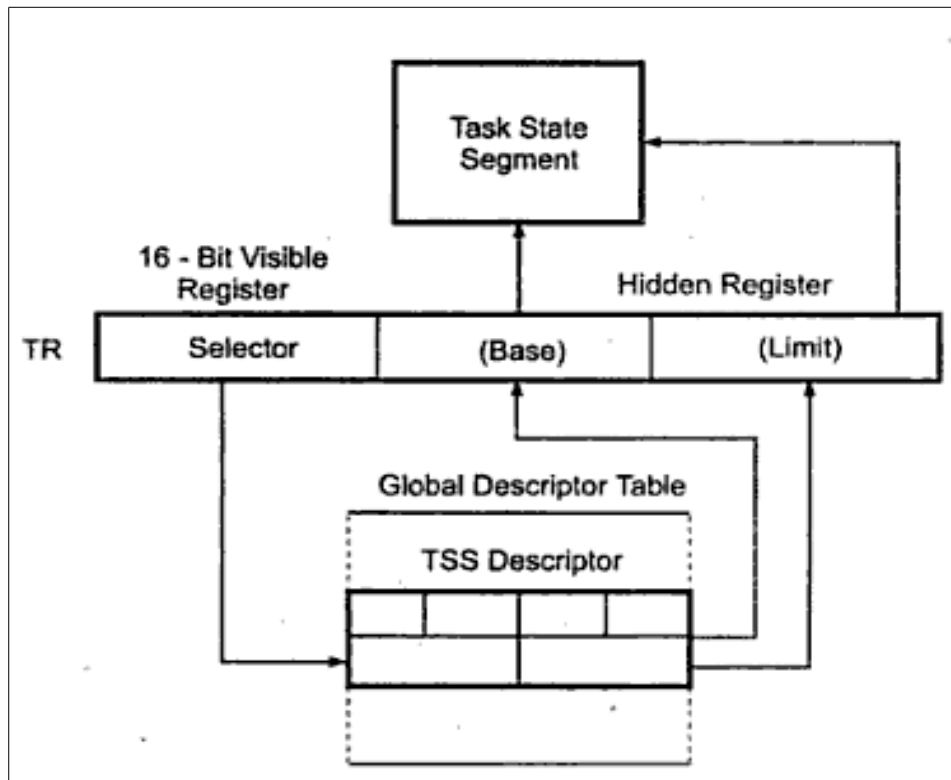 Task State
Segment
16 - Bit Visible
Register
Hidden Register
TR
Selector
(Base)
(Limit)
Global Descriptor Table
TSS Descriptor